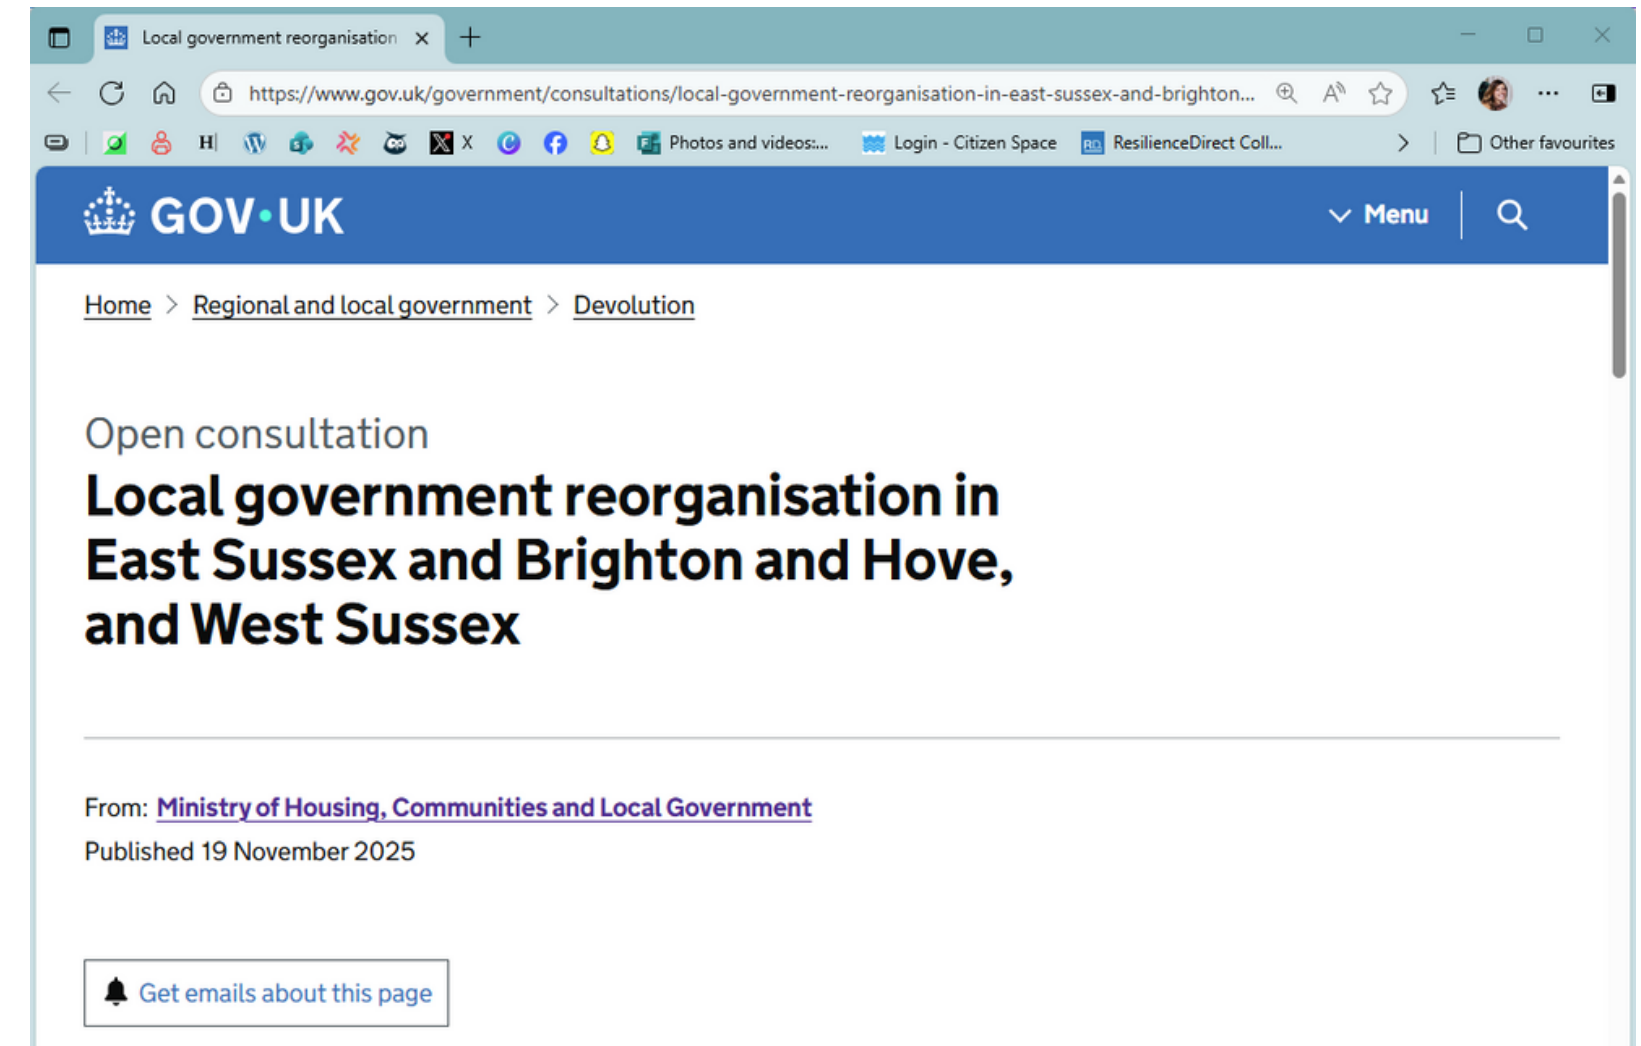 Local government reorganisation
https://www.gov.uk/government/consultations/local-government-reorganisation-in-east-sussex-and-brighton...
H| X Photos and videos:... Login - Citizen Space RD ResilienceDirect Coll... Other favourites
GOV.UK Menu
Home > Regional and local government > Devolution
Open consultation
Local government reorganisation in
East Sussex and Brighton and Hove,
and West Sussex
From: Ministry of Housing, Communities and Local Government
Published 19 November 2025
Get emails about this page